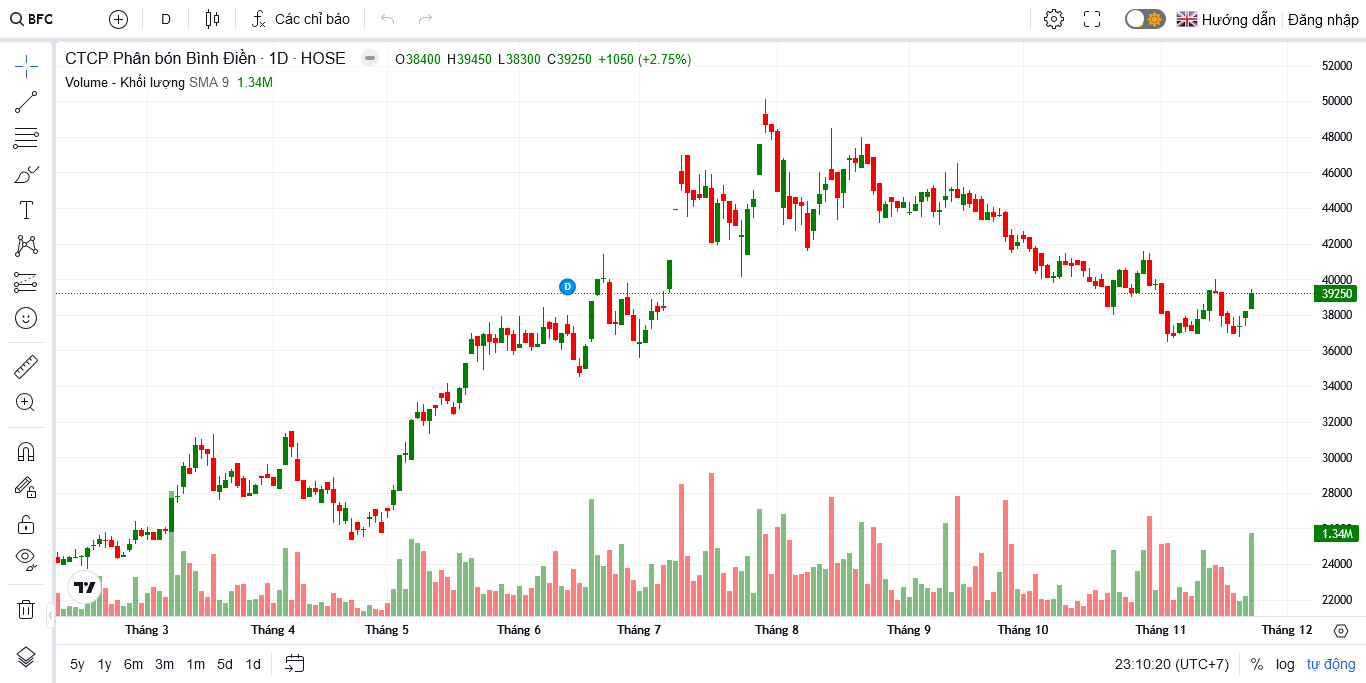 BFC D Các chỉ báo Hướng dẫn Đăng nhập
CTCP Phân bón Bình Điền · 1D · HOSE O38400 H39450 L38300 C39250 +1050 (+2.75%)
Volume - Khối lượng SMA 9 1.34M
52000
50000
48000
46000
44000
42000
40000
39250
38000
36000
34000
32000
30000
28000
1.34M
24000
22000
D
Tháng 3 Tháng 4 Tháng 5 Tháng 6 Tháng 7 Tháng 8 Tháng 9 Tháng 10 Tháng 11 Tháng 12
5y 1y 6m 3m 1m 5d 1d 23:10:20 (UTC+7) % log tự động